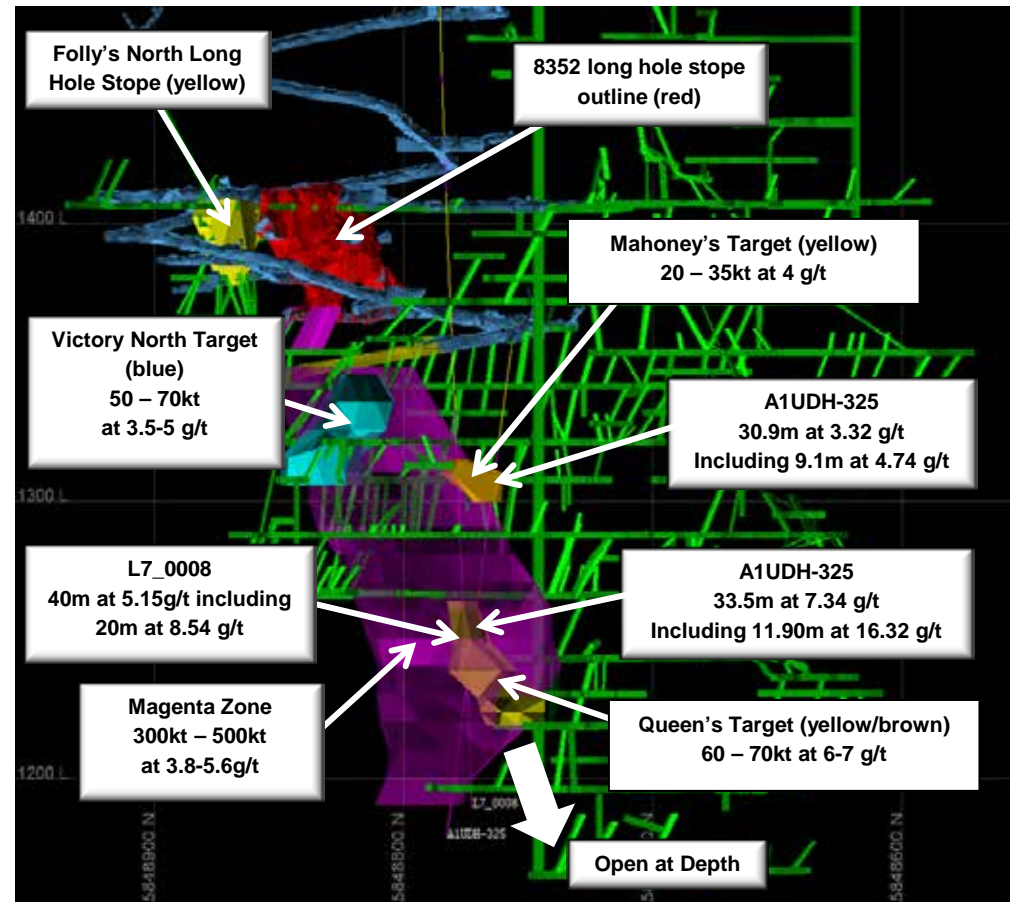 Folly's North Long
Hole Stope (yellow)
8352 long hole stope
outline (red)
1400 L
Mahoney's Target (yellow)
20 – 35kt at 4 g/t
Victory North Target
(blue)
50 – 70kt
at 3.5-5 g/t
A1UDH-325
30.9m at 3.32 g/t
Including 9.1m at 4.74 g/t
1300 L
L7_0008
40m at 5.15g/t including
20m at 8.54 g/t
A1UDH-325
33.5m at 7.34 g/t
Including 11.90m at 16.32 g/t
Magenta Zone
300kt – 500kt
at 3.8-5.6g/t
Queen's Target (yellow/brown)
60 – 70kt at 6-7 g/t
1200 L
L7_0008
A1UDH-325
Open at Depth
5848900 N
5848800 N
5848600 N